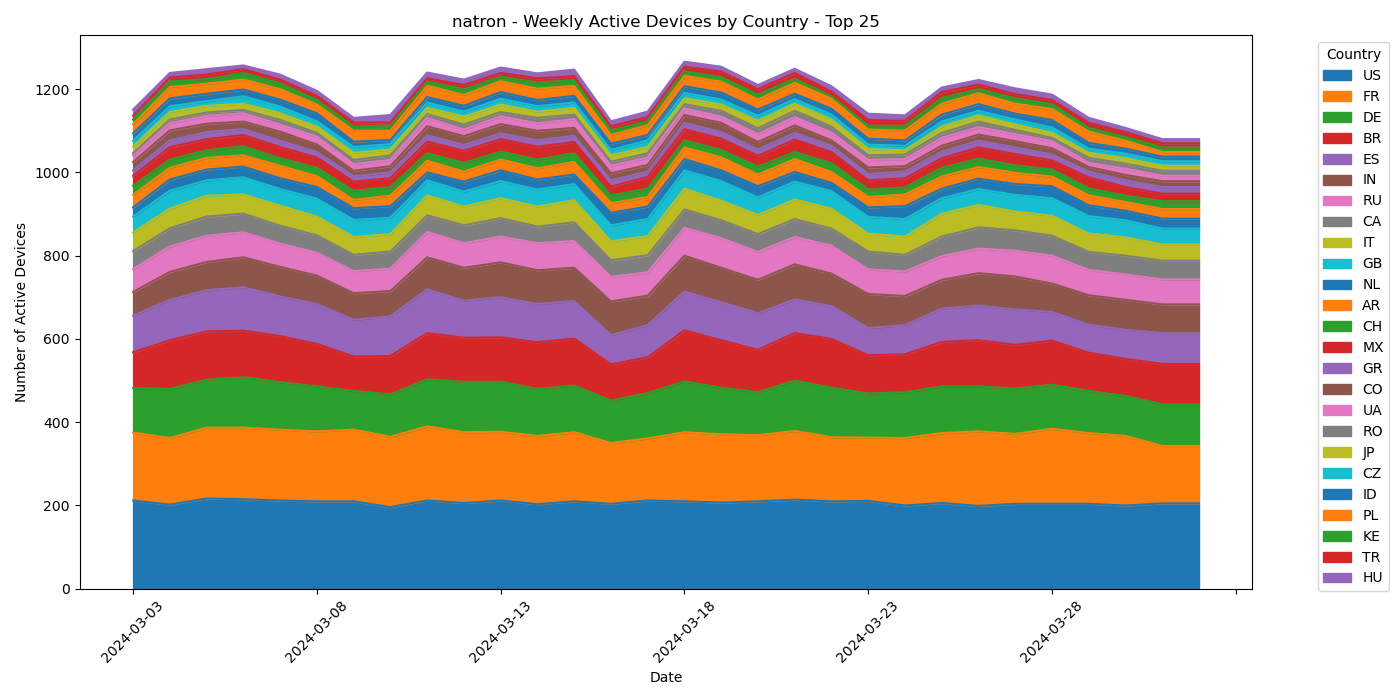 natron - Weekly Active Devices by Country - Top 25
Number of Active Devices
1200
1000
800
600
400
200
0
2024-03-03
2024-03-08
2024-03-13
2024-03-18
2024-03-23
2024-03-28
Date
Country
US
FR
DE
BR
ES
IN
RU
CA
IT
GB
NL
AR
CH
MX
GR
CO
UA
RO
JP
CZ
ID
PL
KE
TR
HU